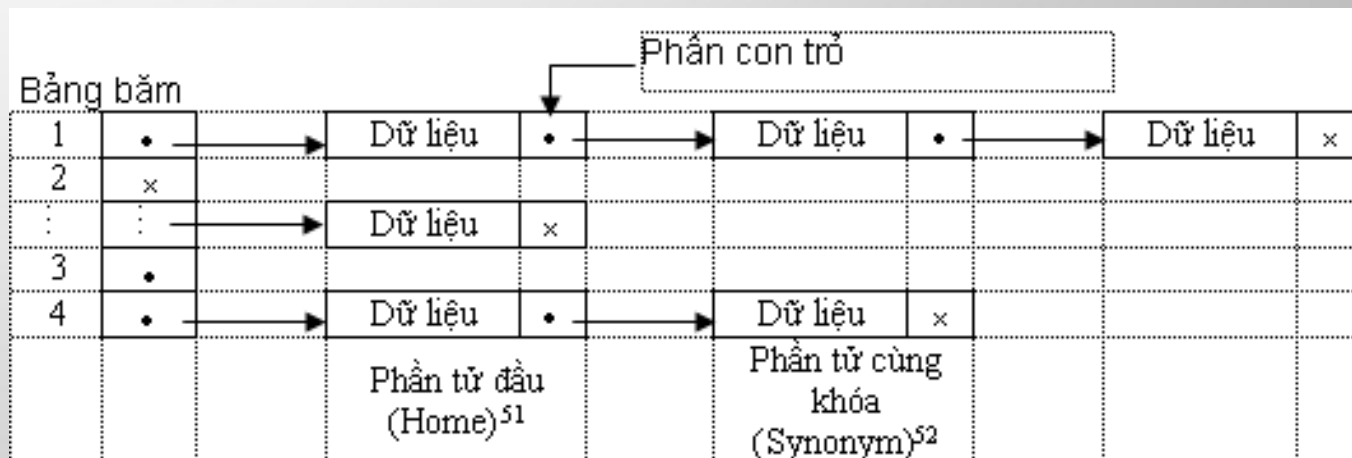 Phần con trỏ
Bảng băm
1 • Dữ liệu • Dữ liệu • Dữ liệu ×
2 ×
⋮ ⋮ Dữ liệu ×
3 •
4 • Dữ liệu • Dữ liệu ×
Phần tử đầu
(Home)51
Phần tử cùng
khóa
(Synonym)52